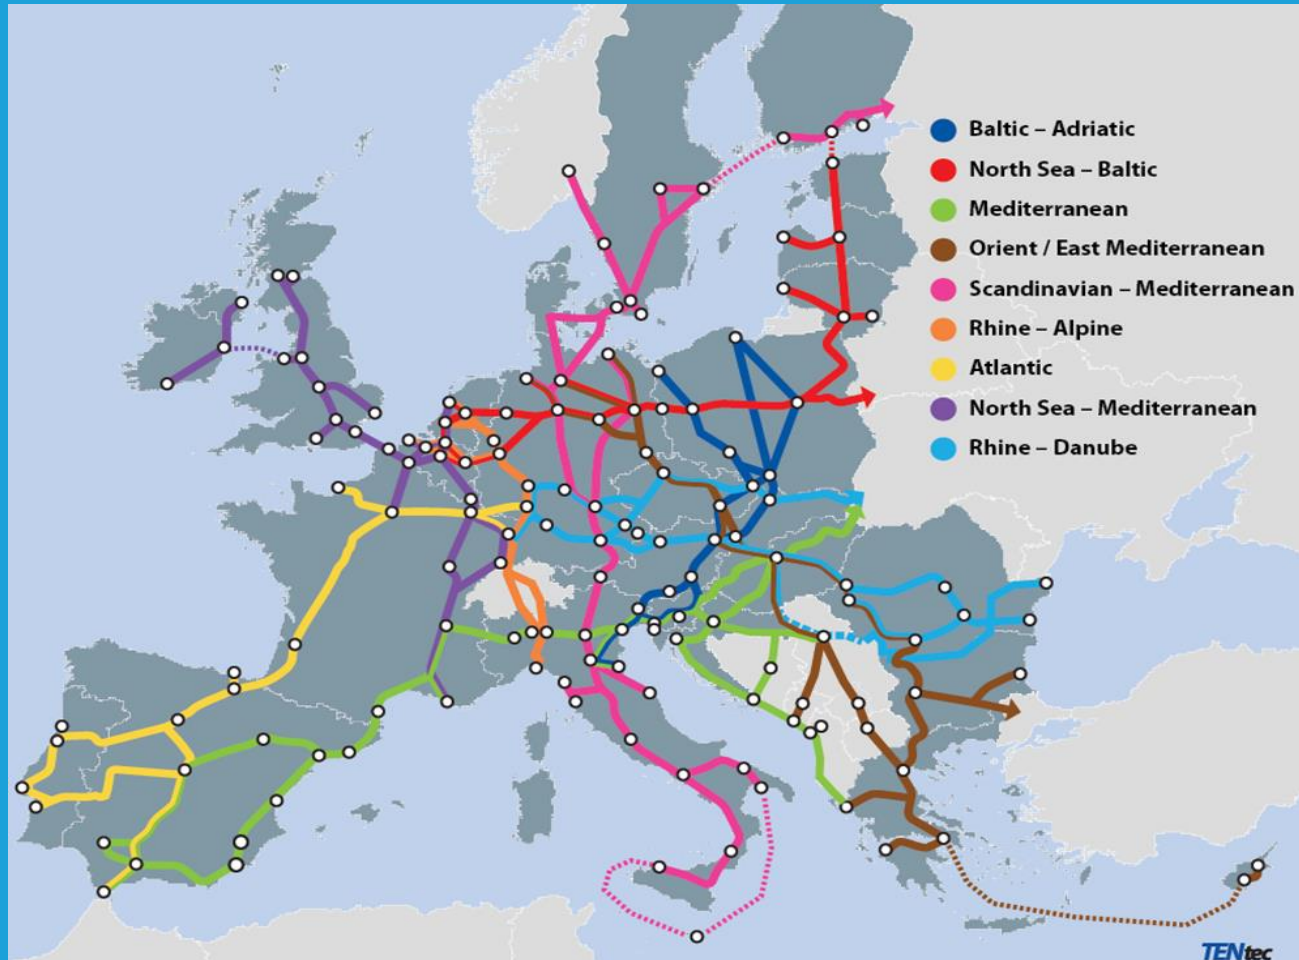 Baltic – Adriatic
North Sea – Baltic
Mediterranean
Orient / East Mediterranean
Scandinavian – Mediterranean
Rhine – Alpine
Atlantic
North Sea – Mediterranean
Rhine – Danube
TENtec